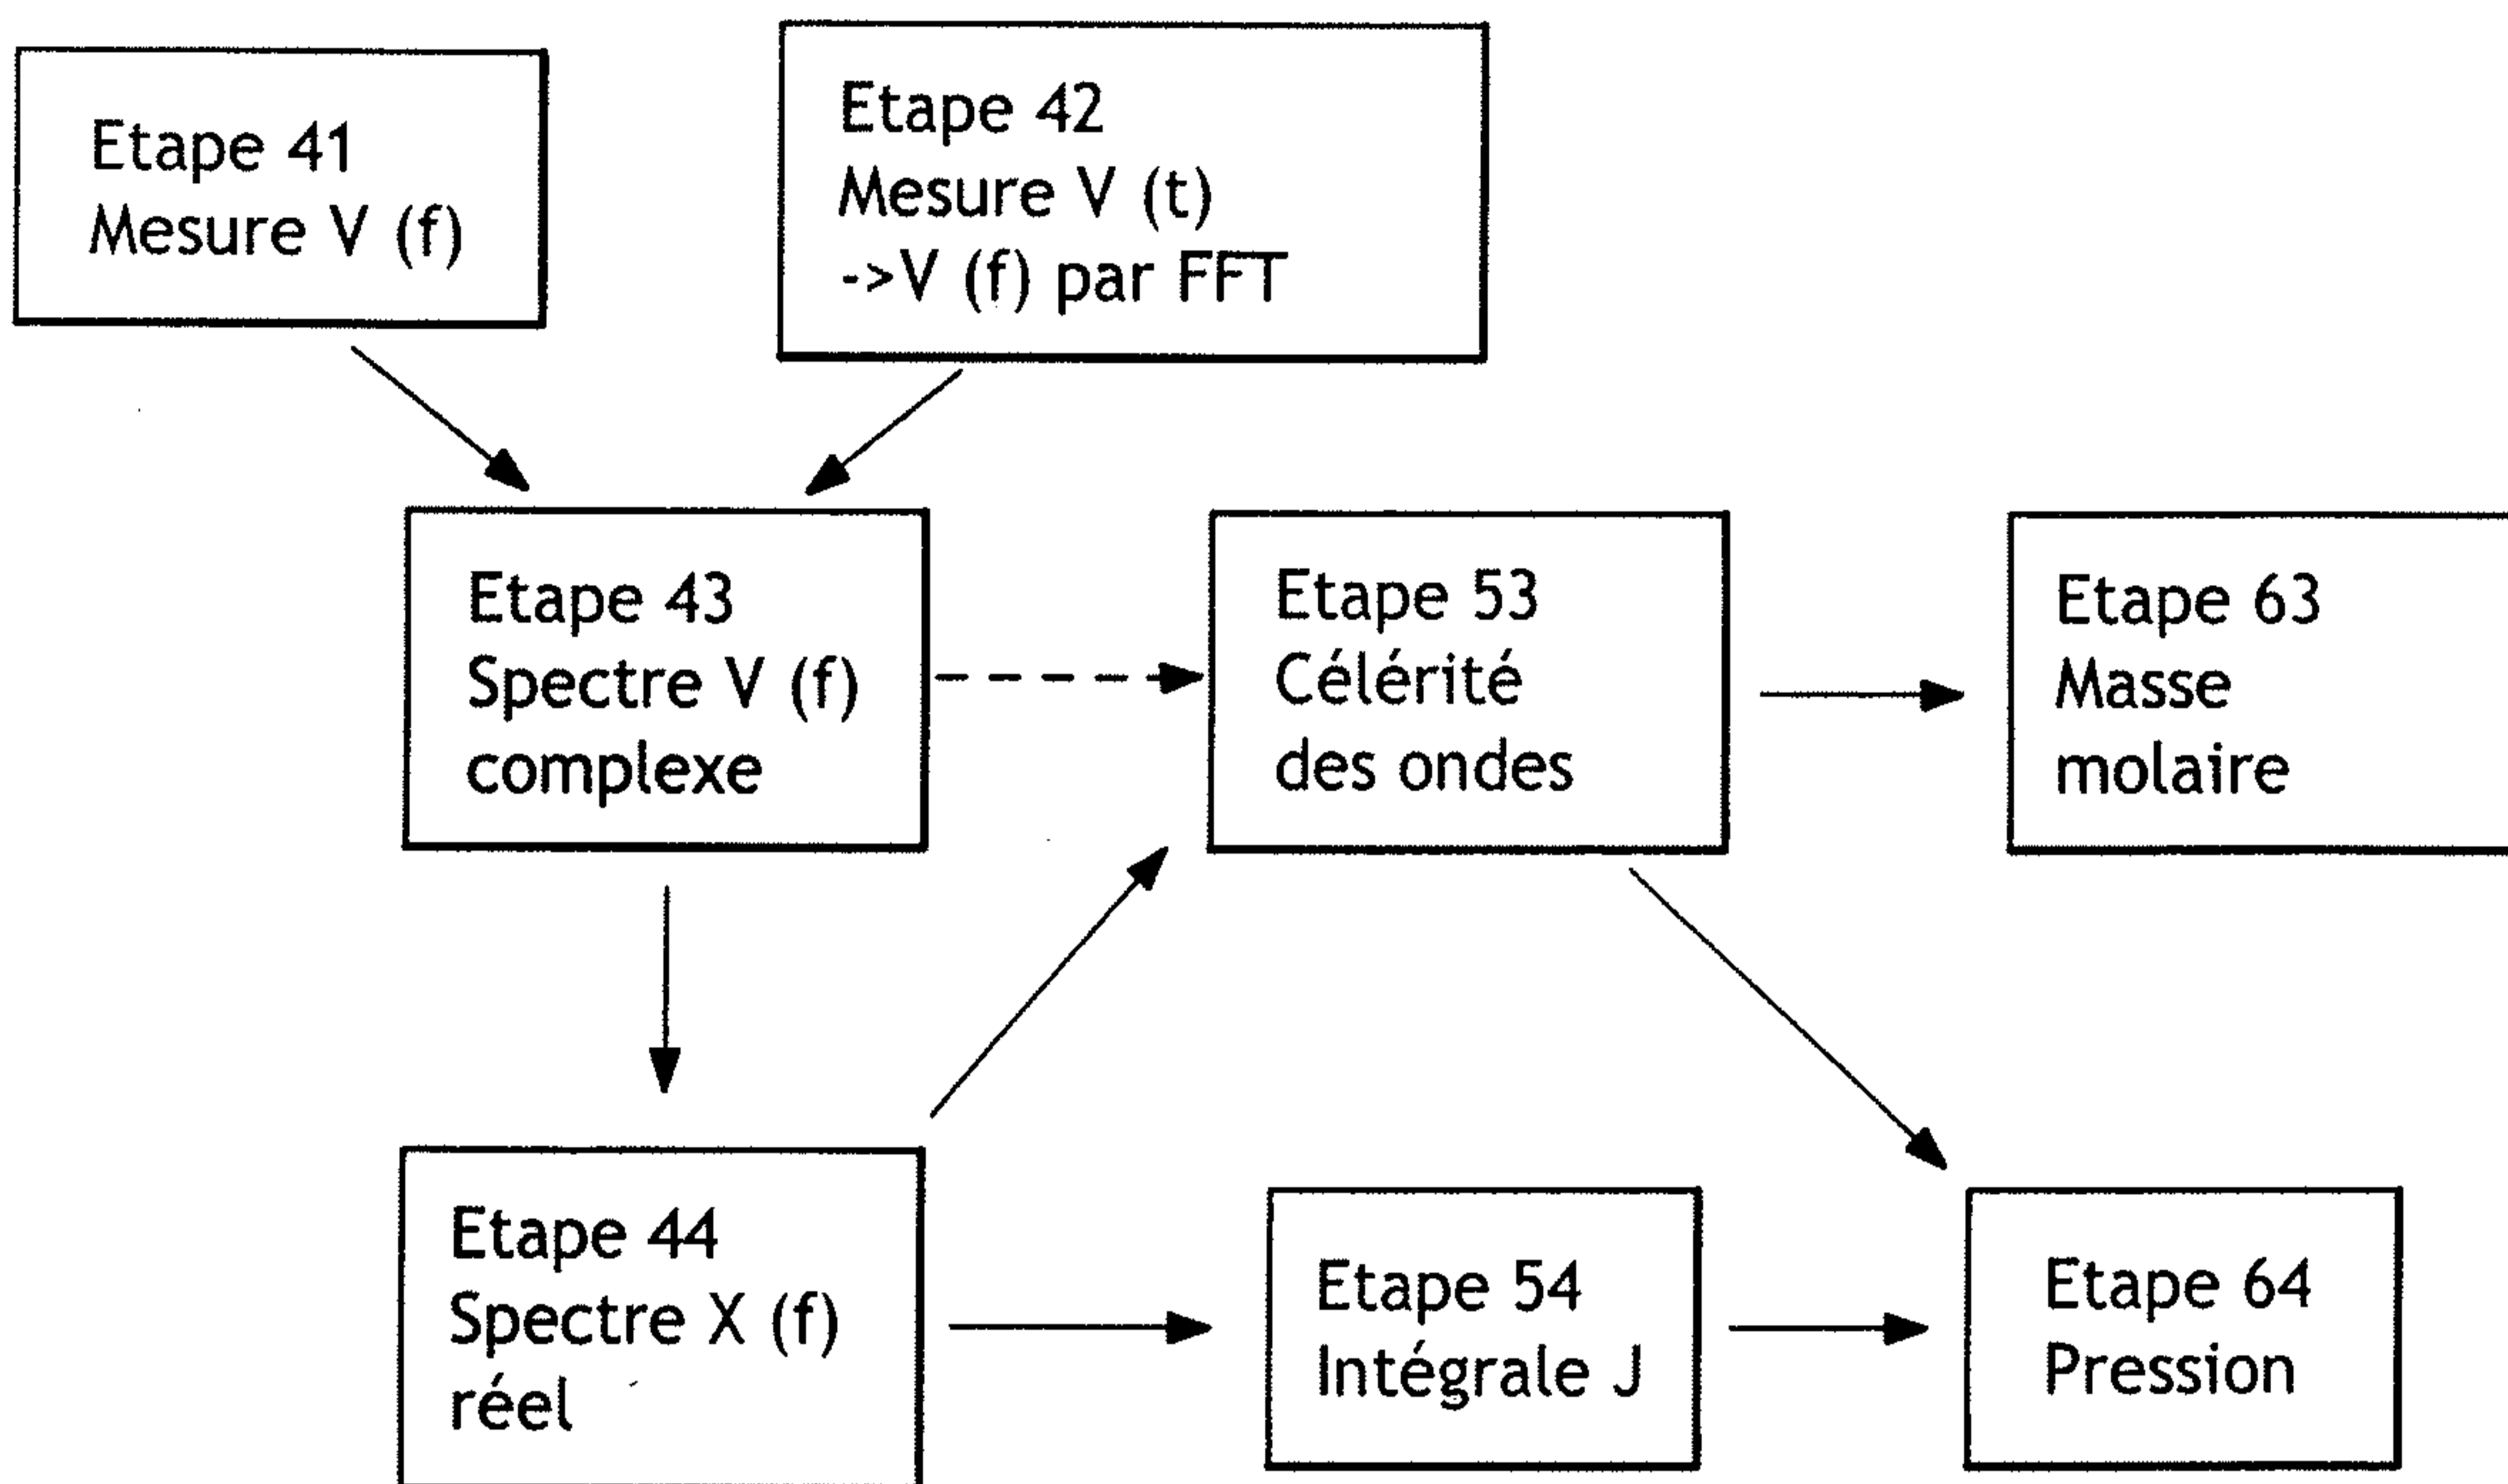 Etape 41
Mesure V (f)
Etape 42
Mesure V (t)
->V (f) par FFT
Etape 43
Spectre V (f)
complexe
Etape 53
Célérité
des ondes
Etape 63
Masse
molaire
Etape 44
Spectre X (f)
réel
Etape 54
Intégrale J
Etape 64
Pression